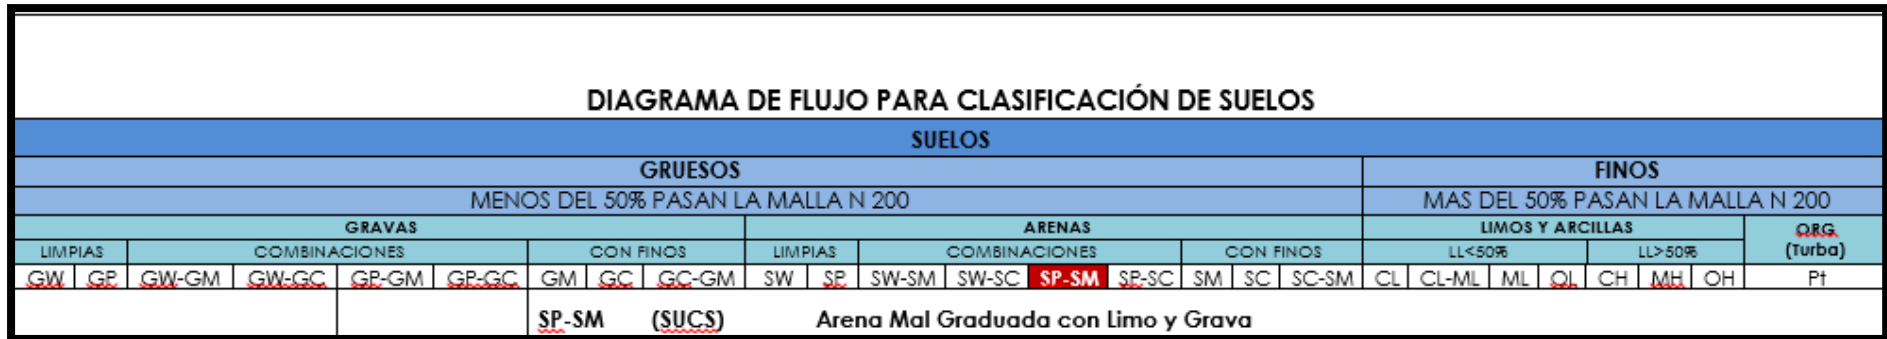 DIAGRAMA DE FLUJO PARA CLASIFICACIÓN DE SUELOS
SUELOS
GRUESOS FINOS
MENOS DEL 50% PASAN LA MALLA N 200 MAS DEL 50% PASAN LA MALLA N 200
GRAVAS ARENAS LIMOS Y ARCILLAS ORG. (Turba)
LIMPIAS COMBINACIONES CON FINOS LIMPIAS COMBINACIONES CON FINOS LL<50% LL>50%
GW GP GW-GM GW-GC GP-GM GP-GC GM GC GC-GM SW SP SW-SM SW-SC SP-SM SP-SC SM SC SC-SM CL CL-ML ML OL CH MH OH Pt
SP-SM (SUCS) Arena Mal Graduada con Limo y Grava